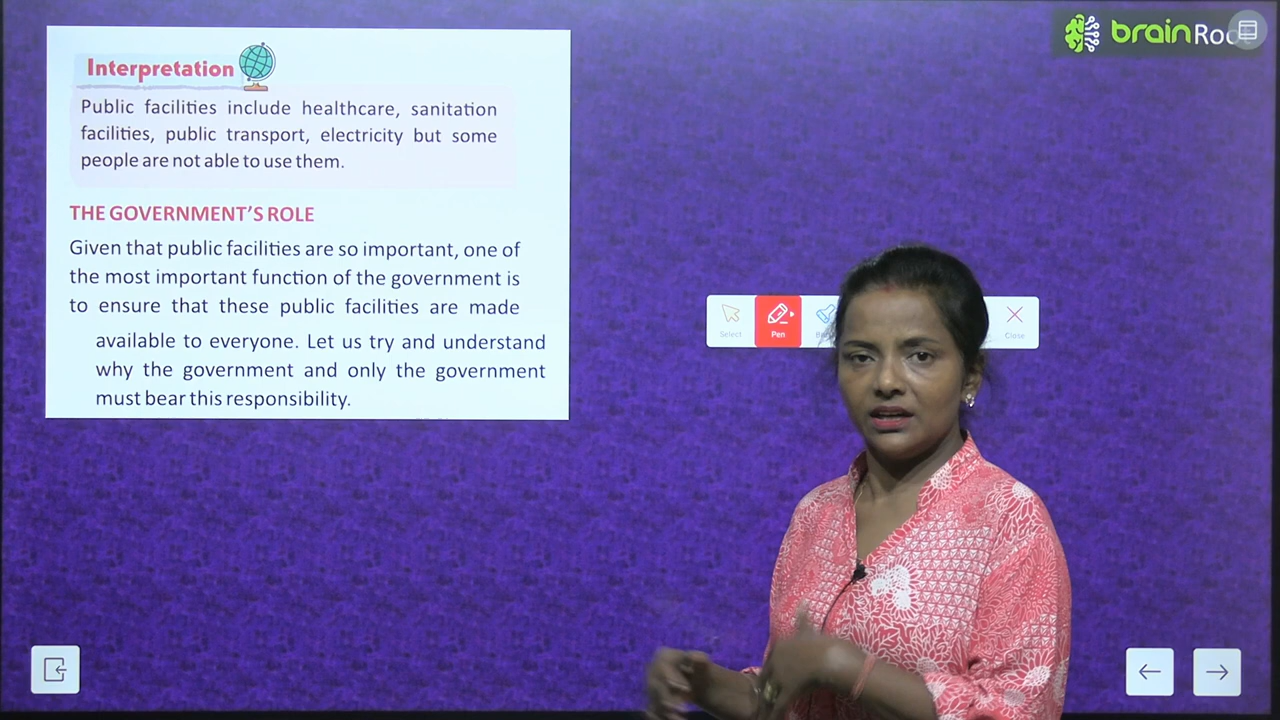 brain
Interpretation
Public facilities include healthcare, sanitation
facilities, public transport, electricity but some
people are not able to use them.
THE GOVERNMENT'S ROLE
Given that public facilities are so important, one of
the most important function of the government is
to ensure that these public facilities are made
available to everyone. Let us try and understand
why the government and only the government
must bear this responsibility.
Select
Pen
Close